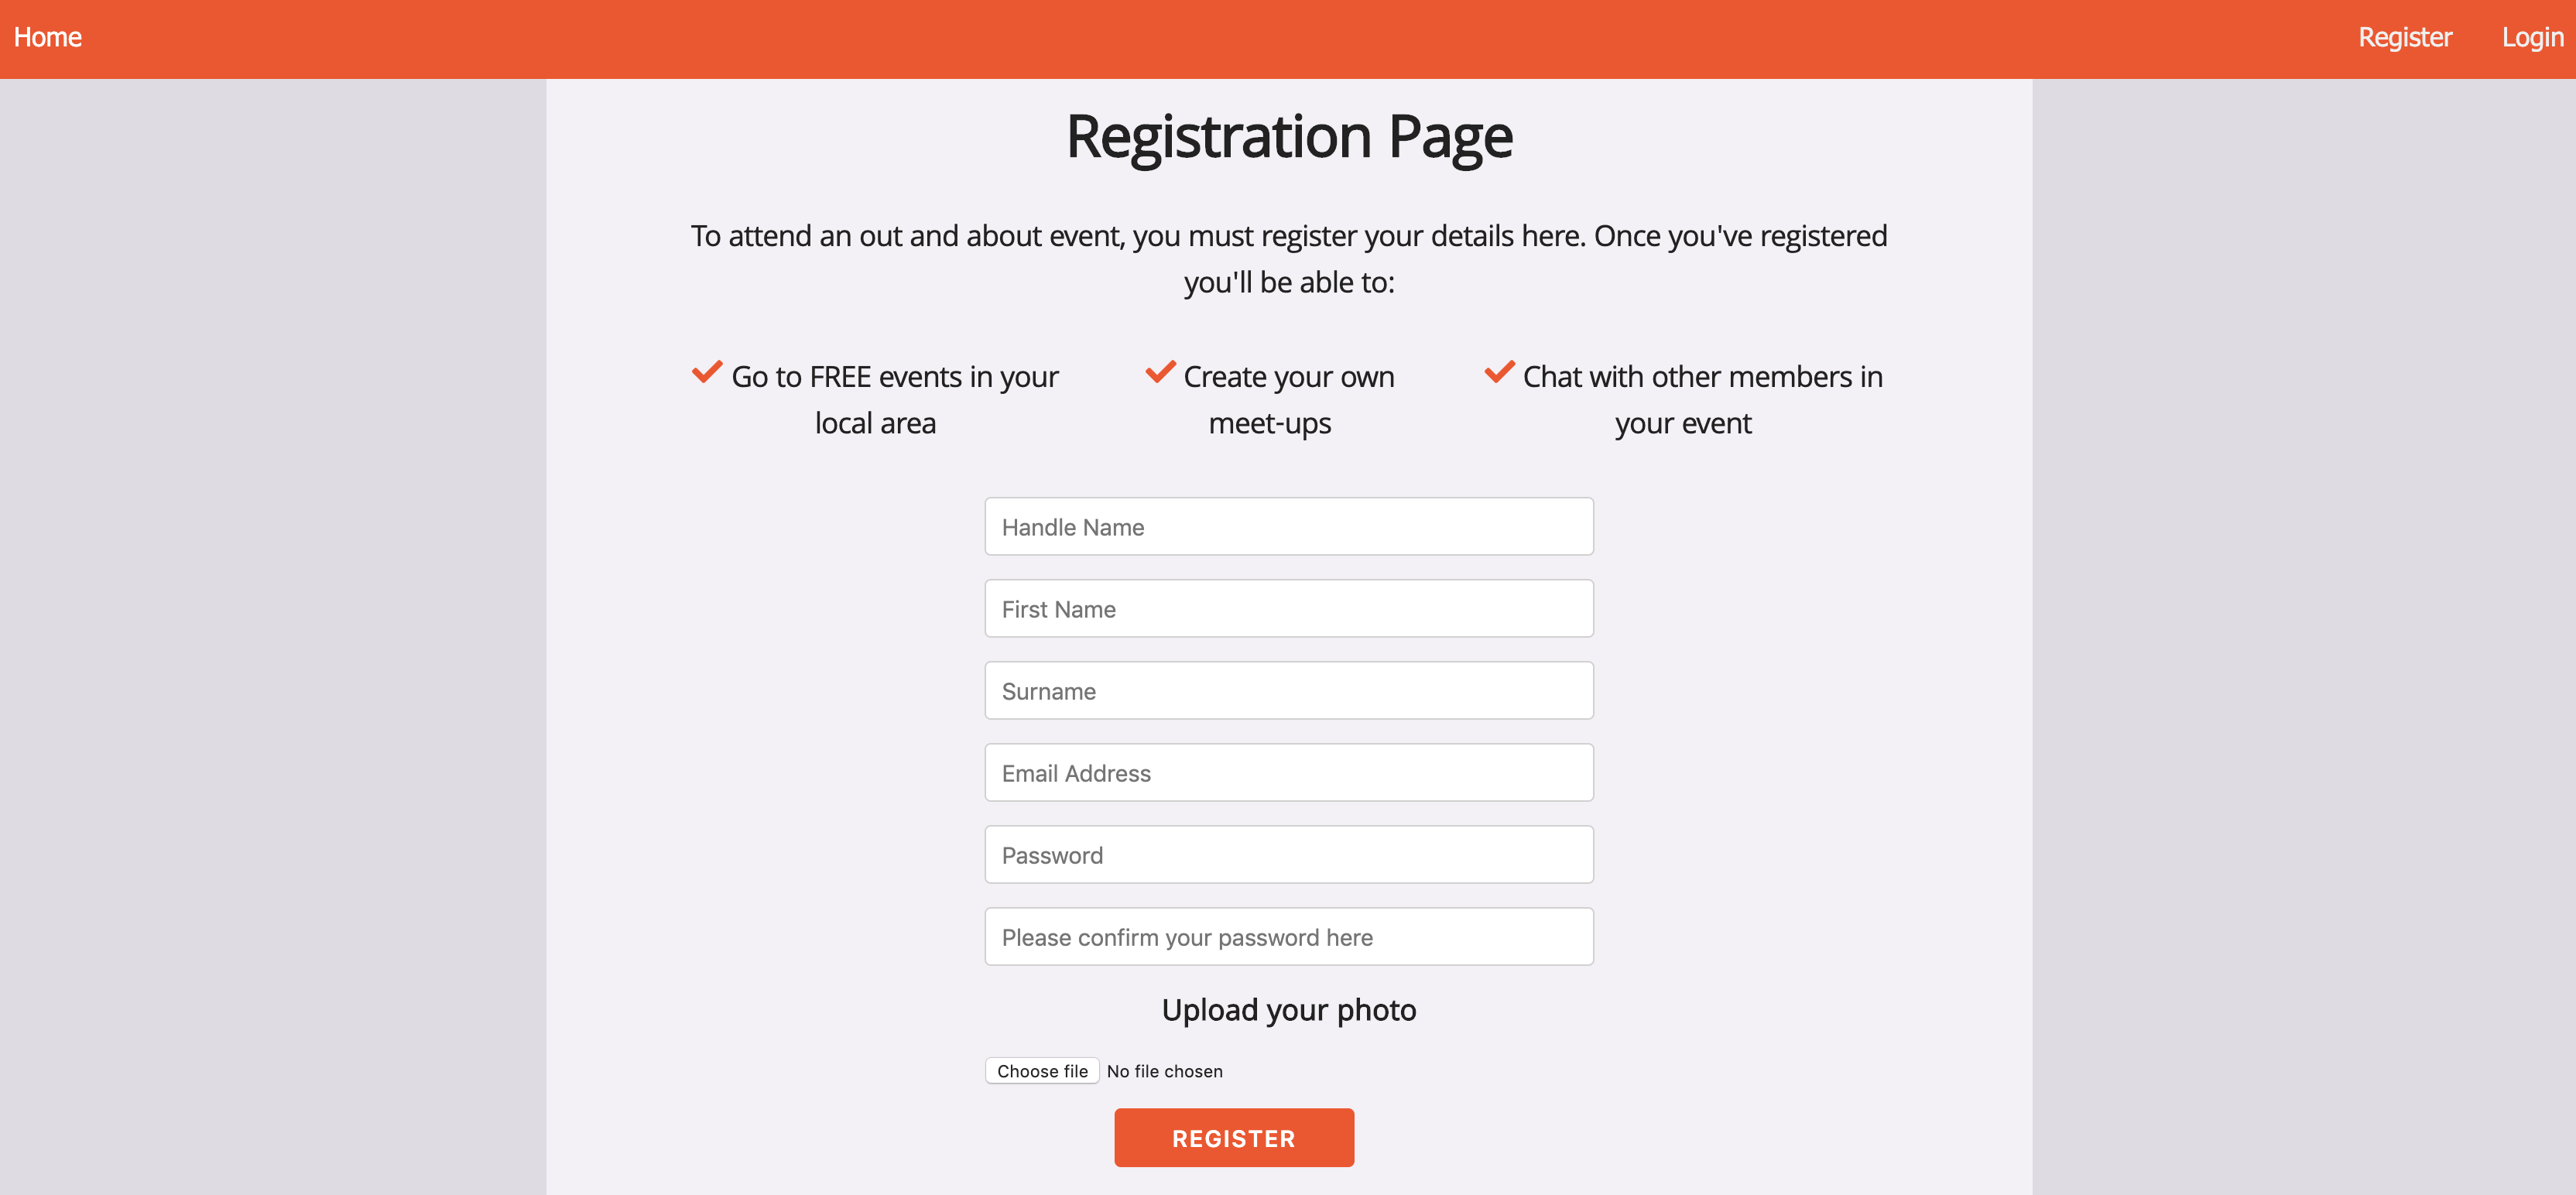 Home Register Login
Registration Page
To attend an out and about event, you must register your details here. Once you've registered
you'll be able to:
Go to FREE events in your
local area
Create your own
meet-ups
Chat with other members in
your event
Handle Name
First Name
Surname
Email Address
Password
Please confirm your password here
Upload your photo
Choose file No file chosen
REGISTER